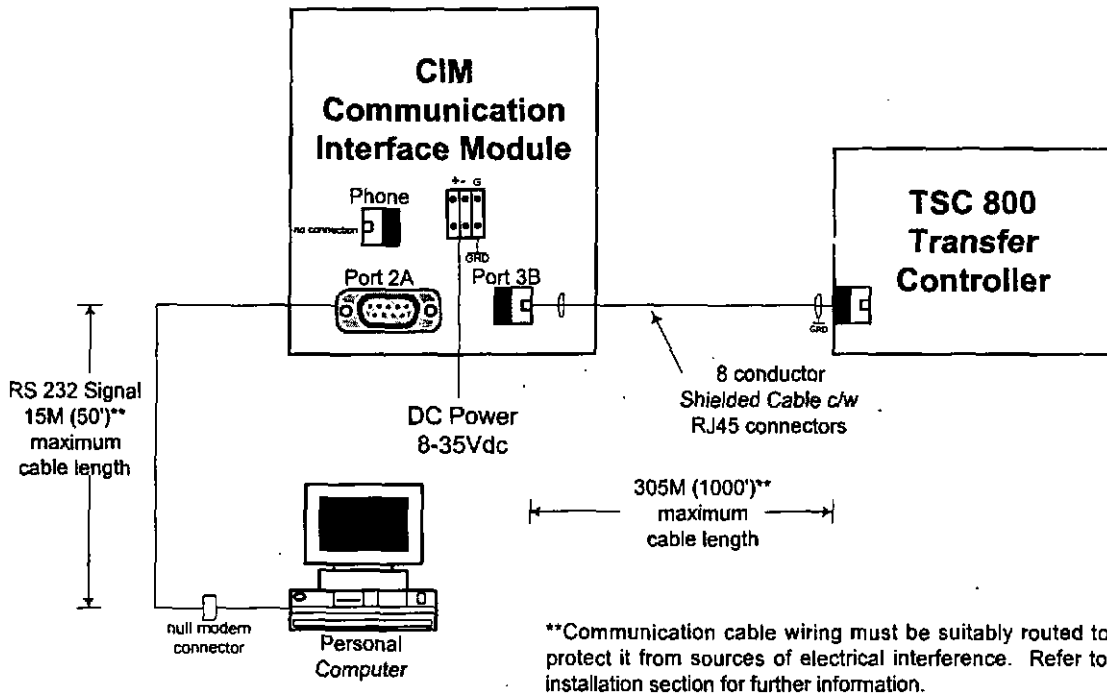 CIM
Communication
Interface Module
TSC 800
Transfer
Controller
+- G
Phone
no connection
GRD
Port 2A
Port 3B
GRD
RS 232 Signal
15M (50')**
maximum
cable length
DC Power
8-35Vdc
8 conductor
Shielded Cable c/w
RJ45 connectors
305M (1000')**
maximum
cable length
null modem
connector
Personal
Computer
**Communication cable wiring must be suitably routed to
protect it from sources of electrical interference. Refer to
installation section for further information.